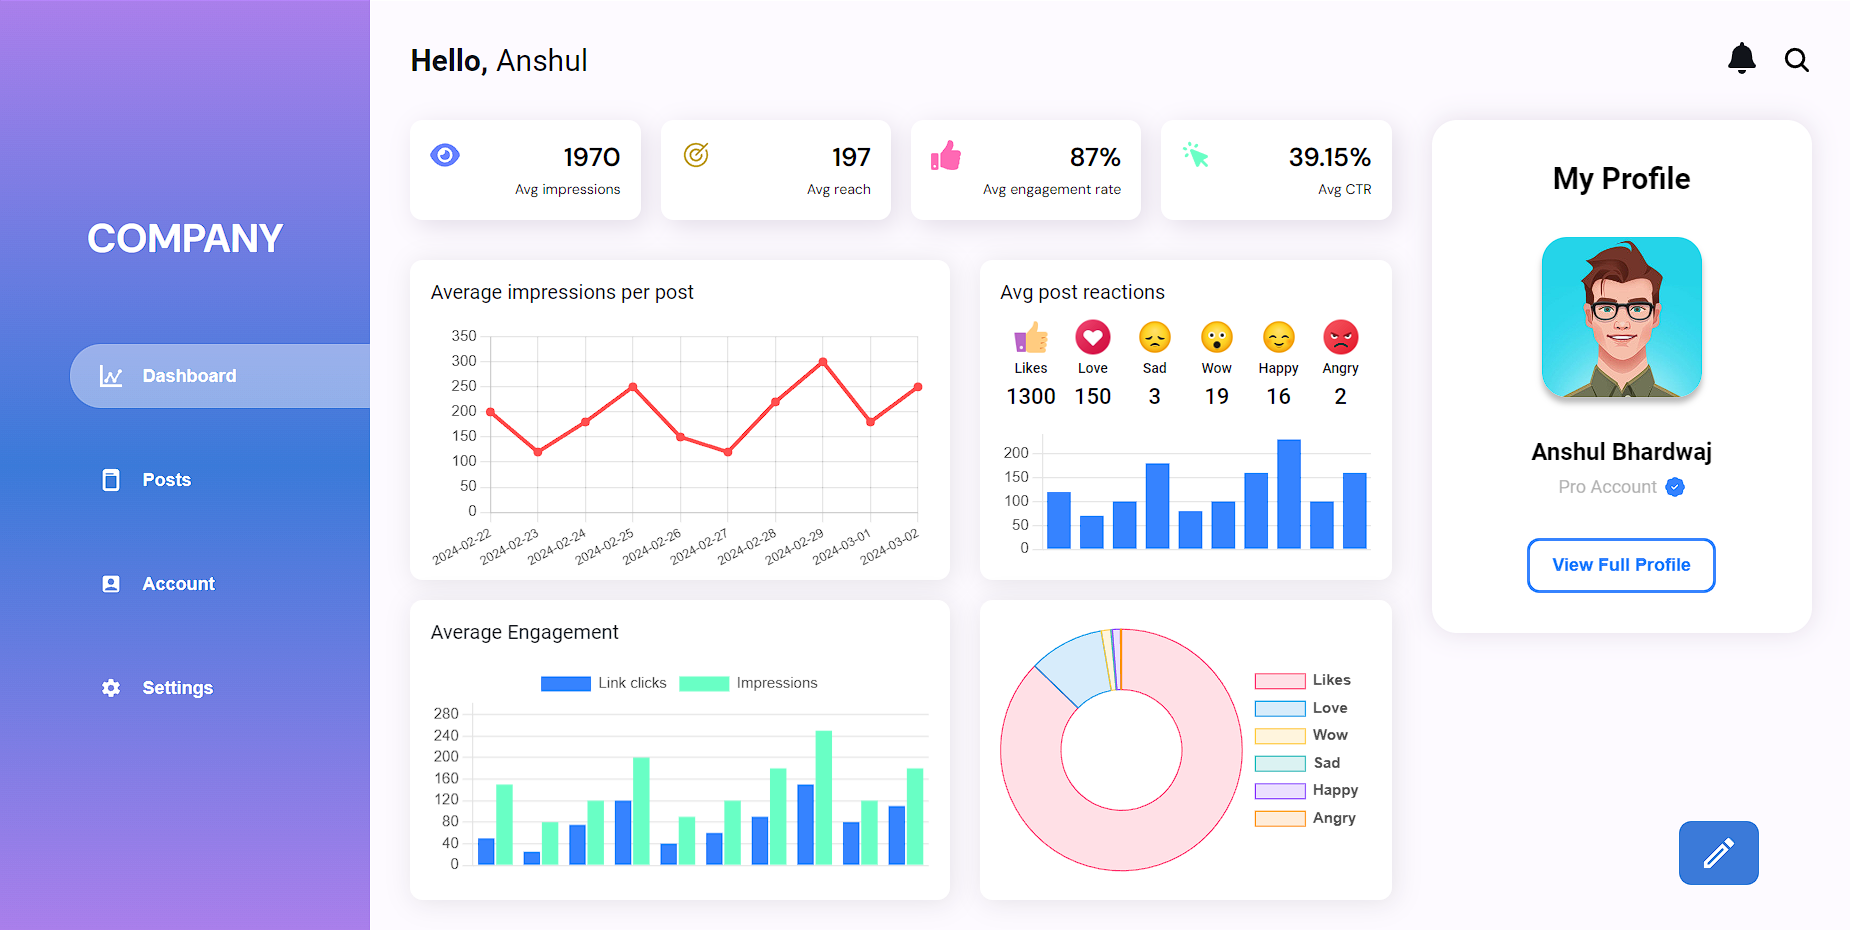 COMPANY
Dashboard
Posts
Account
Settings
Hello, Anshul
1970
Avg impressions
197
Avg reach
87%
Avg engagement rate
39.15%
Avg CTR
Average impressions per post
350
300
250
200
150
100
50
0
2024-02-22
2024-02-23
2024-02-24
2024-02-25
2024-02-26
2024-02-27
2024-02-28
2024-02-29
2024-03-01
2024-03-02
Avg post reactions
Likes Love Sad Wow Happy Angry
1300 150 3 19 16 2
200
150
100
50
0
Average Engagement
Link clicks Impressions
280
240
200
160
120
80
40
0
Likes
Love
Wow
Sad
Happy
Angry
My Profile
Anshul Bhardwaj
Pro Account
View Full Profile